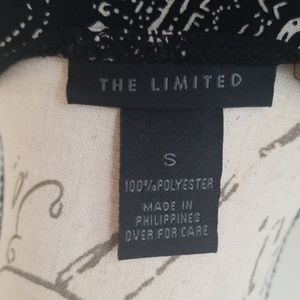 THE LIMITED
S
100%POLYESTER
MADE IN
PHILIPPINES
OVER FOR CARE